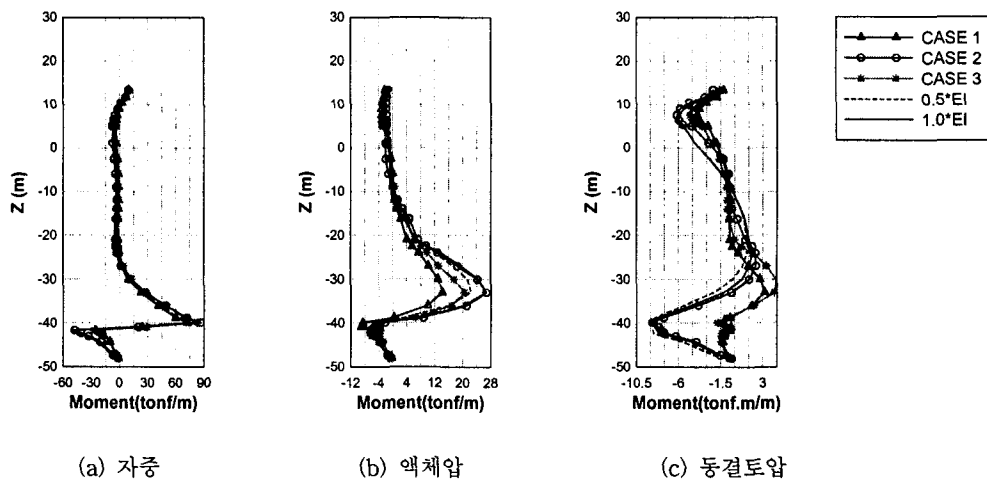 30
20
10
0
-10
-20
-30
-40
-50
Z (m)
-60 -30 0 30 60 90
Moment(tonf/m)
(a) 자중
30
20
10
0
-10
-20
-30
-40
-50
Z (m)
-12 -4 4 12 20 28
Moment(tonf/m)
(b) 액체압
30
20
10
0
-10
-20
-30
-40
-50
Z (m)
-10.5 -6 -1.5 3
Moment(tonf.m/m)
(c) 동결토압
CASE 1
CASE 2
CASE 3
0.5*EI
1.0*EI